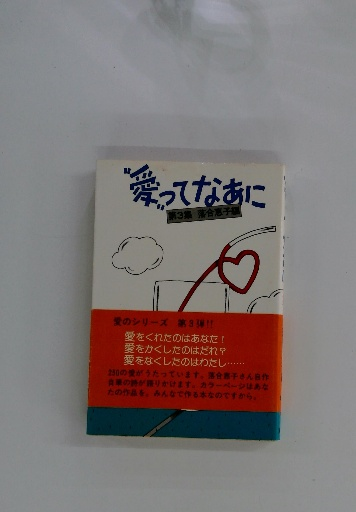 “愛”ってなあに
第3集 落合恵子編
愛のシリーズ 第3弾!!
愛をくれたのはあなた!
愛をかくしたのはだれ?
愛をなくしたのはわたし……
200の愛がうたっています。落合恵子さん自作
自筆の詩が語りかけます。カラーページはあな
たの作品を。みんなで作る本なのですから。